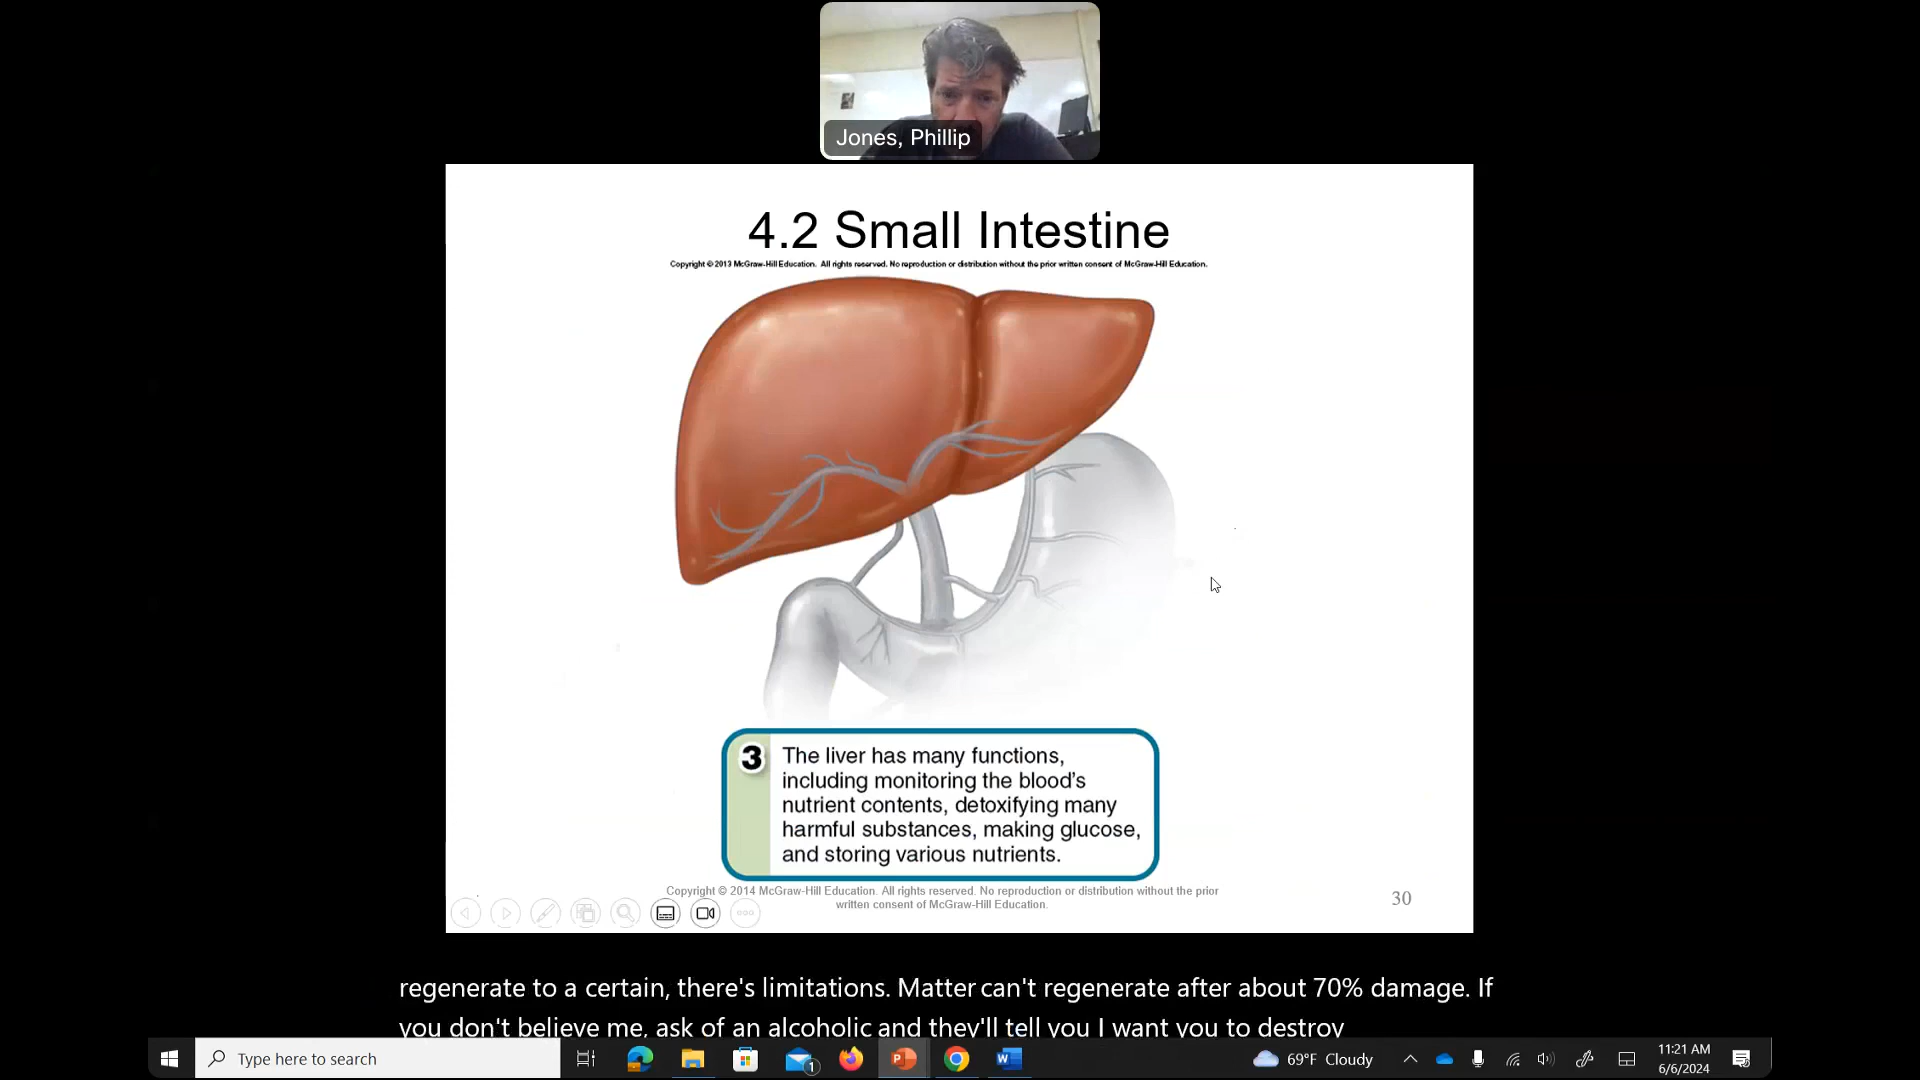 Jones, Phillip
4.2 Small Intestine
Copyright © 2013 McGraw-Hill Education. All rights reserved. No reproduction or distribution without the prior written consent of McGraw-Hill Education.
3
The liver has many functions,
including monitoring the blood's
nutrient contents, detoxifying many
harmful substances, making glucose,
and storing various nutrients.
Copyright © 2014 McGraw-Hill Education. All rights reserved. No reproduction or distribution without the prior
written consent of McGraw-Hill Education.
30
regenerate to a certain, there's limitations. Matter can't regenerate after about 70% damage. If
you don't believe me, ask of an alcoholic and they'll tell you I want you to destroy
Type here to search
1
69°F Cloudy
11:21 AM
6/6/2024